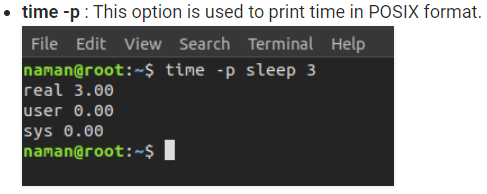 • time -p : This option is used to print time in POSIX format.
File Edit View Search Terminal Help
naman@root:~$ time -p sleep 3
real 3.00
user 0.00
sys 0.00
naman@root:~$